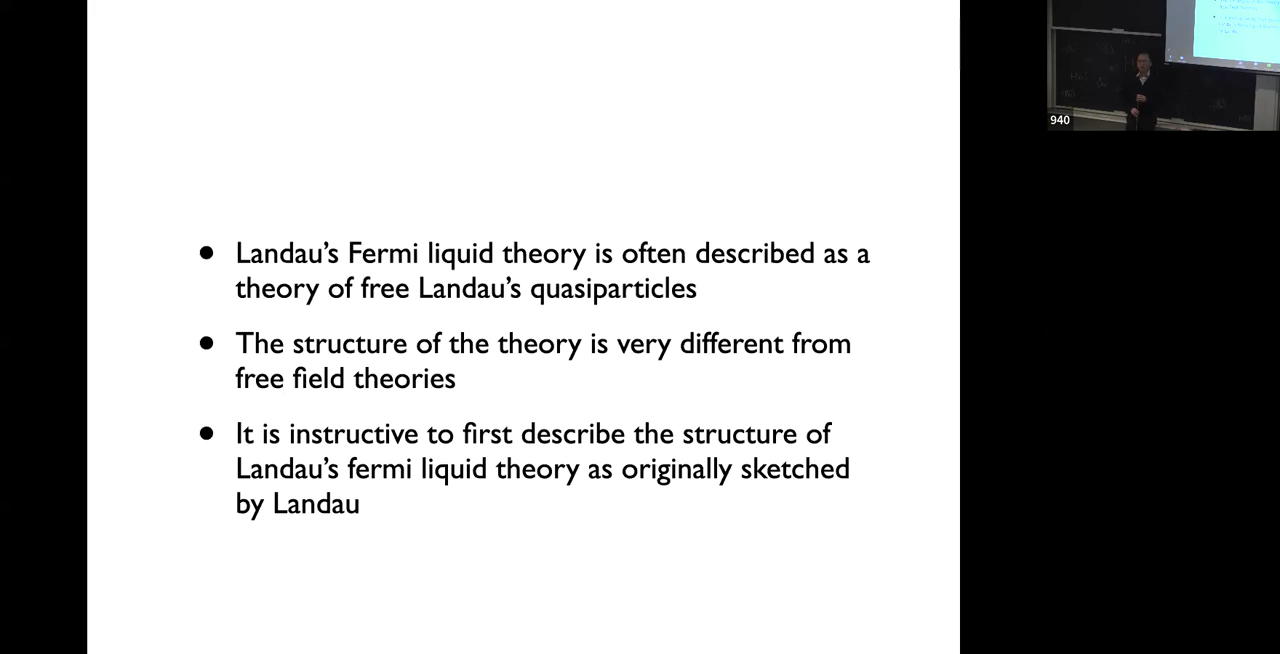 • Landau’s Fermi liquid theory is often described as a
theory of free Landau’s quasiparticles
• The structure of the theory is very different from
free field theories
• It is instructive to first describe the structure of
Landau’s fermi liquid theory as originally sketched
by Landau
940